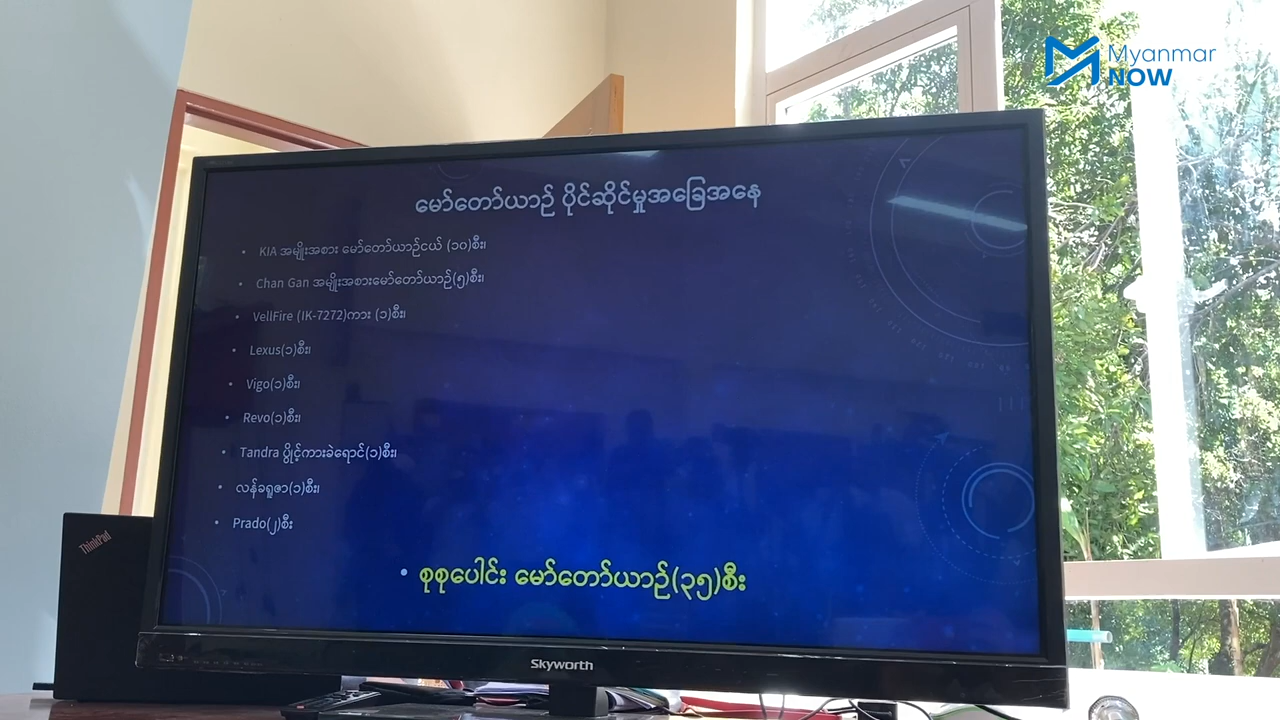 Myanmar
NOW
မော်တော်ယာဉ် ပိုင်ဆိုင်မှုအခြေအနေ
• KIA အမျိုးအစား မော်တော်ယာဉ်ငယ် (၁၀)စီး၊
• Chan Gan အမျိုးအစားမော်တော်ယာဉ်(၅)စီး၊
• VellFire (IK-7272)ကား (၁)စီး၊
• Lexus(၁)စီး၊
• Vigo(၁)စီး၊
• Revo(၁)စီး၊
• Tandra ပွိုင့်ကားခဲရောင်(၁)စီး၊
• လန်ခရူဇာ(၁)စီး၊
• Prado(၂)စီး
• စုစုပေါင်း မော်တော်ယာဉ်(၃၅)စီး
ThinkPad
Skyworth